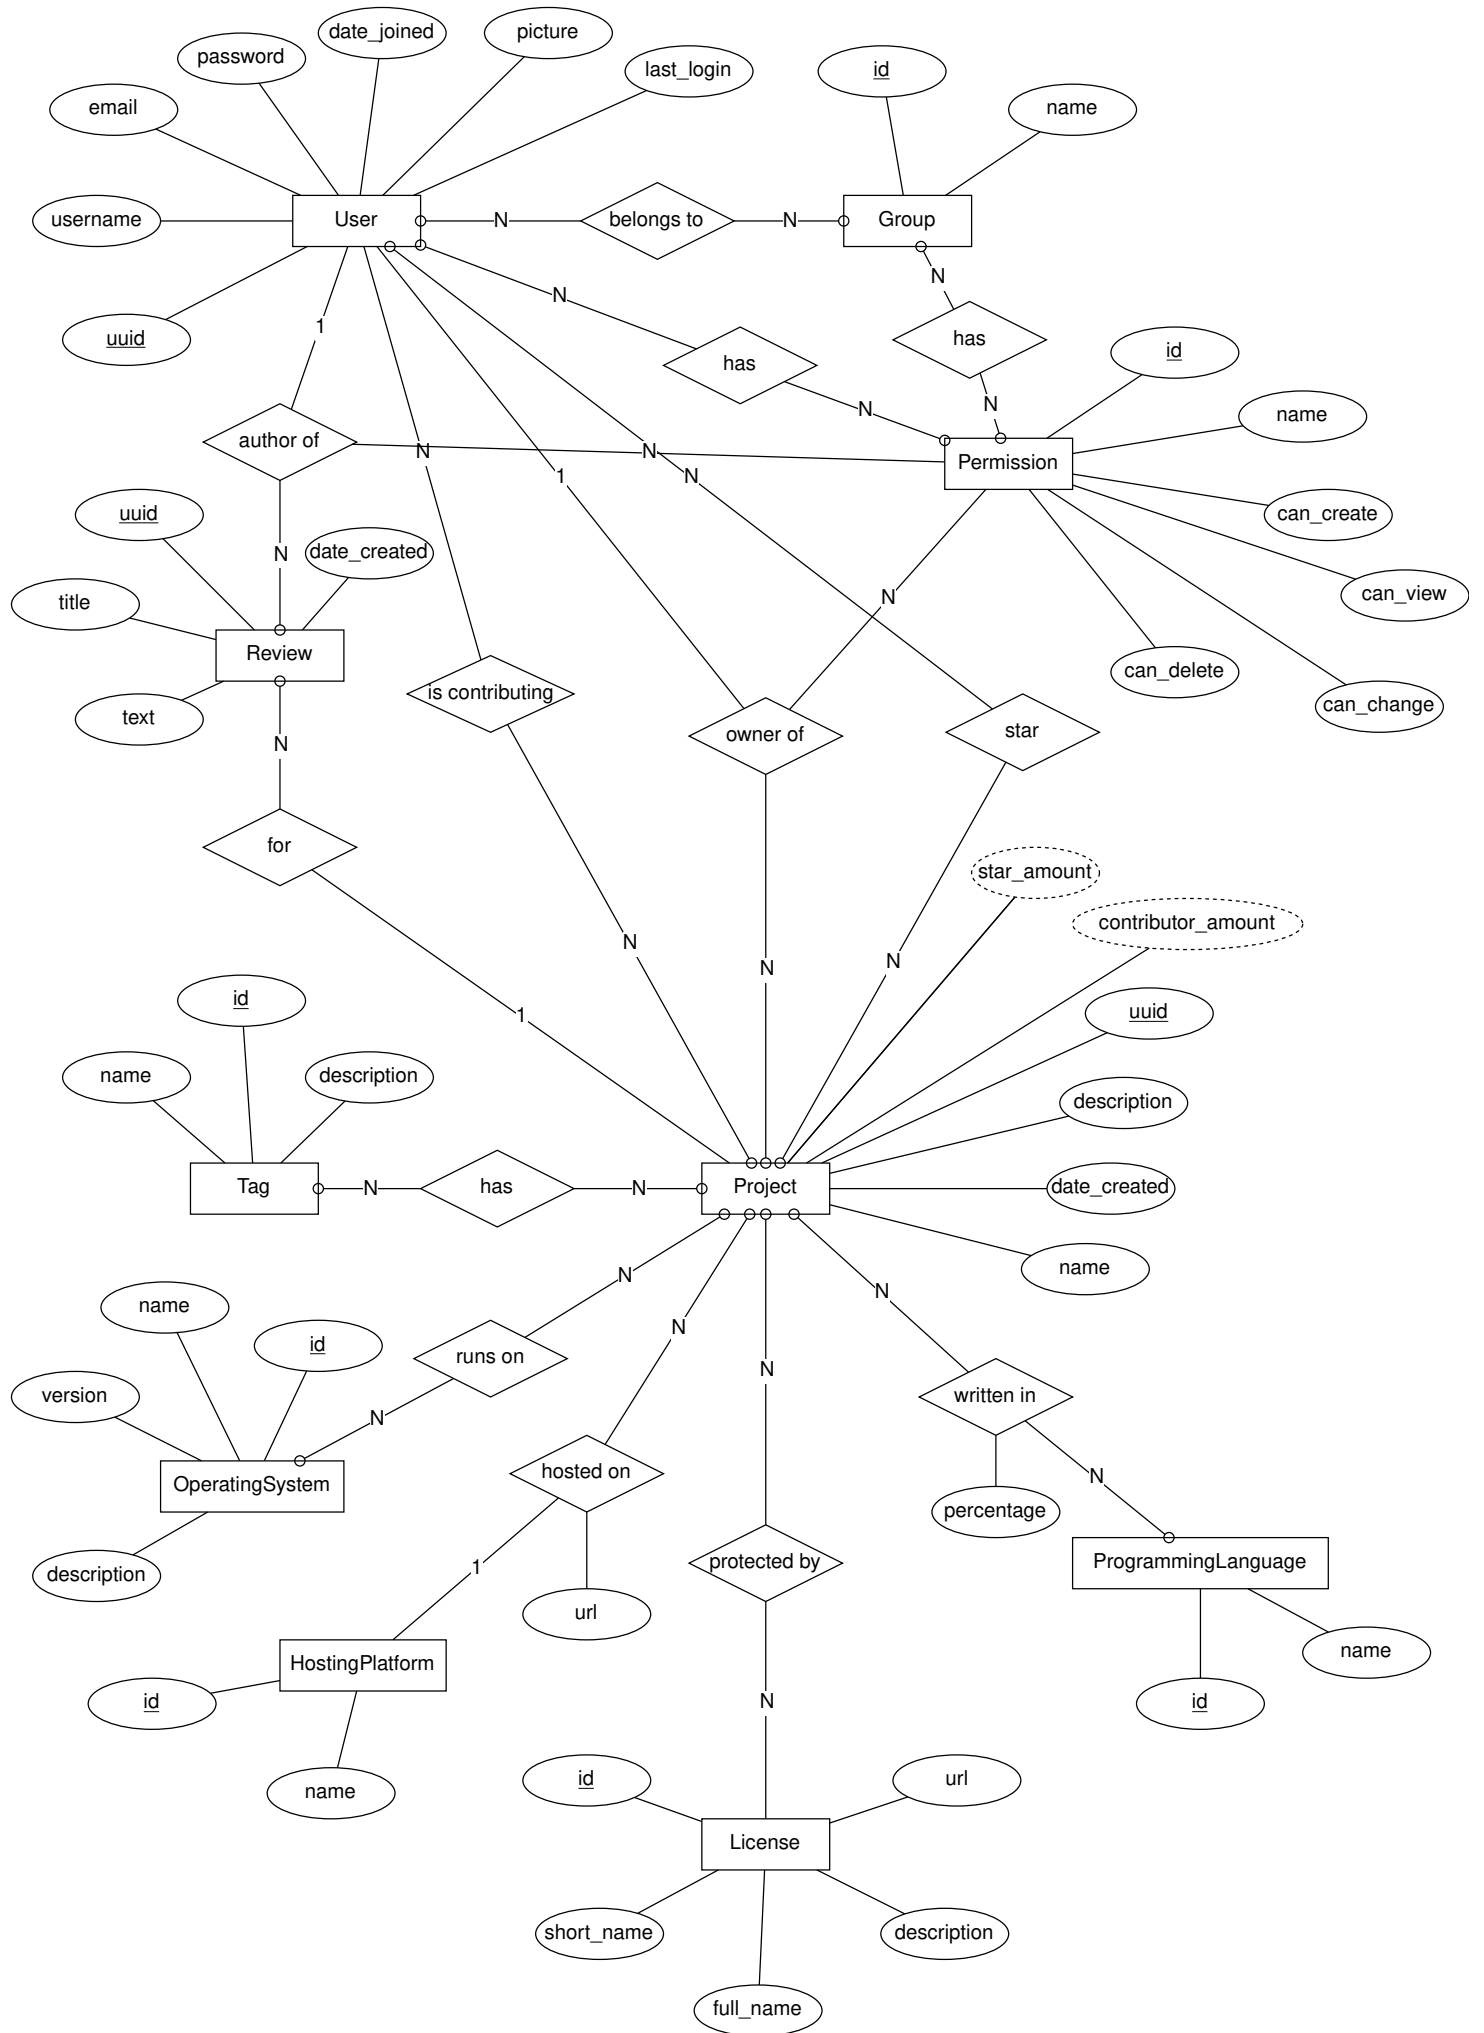 date_joined
picture
password
last_login
id
email
name
username
User
N
belongs to
N
Group
N
N
uuid
1
has
has
id
N
N
name
author of
N
N
Permission
1
N
uuid
can_create
N
date_created
title
N
can_view
Review
can_delete
is contributing
text
can_change
owner of
star
N
for
star_amount
contributor_amount
N
N
N
id
1
uuid
name
description
description
Tag
N
has
N
Project
date_created
name
N
N
name
N
id
runs on
N
version
written in
N
hosted on
N
OperatingSystem
percentage
description
1
protected by
ProgrammingLanguage
url
name
HostingPlatform
id
N
id
name
id
url
License
short_name
description
full_name